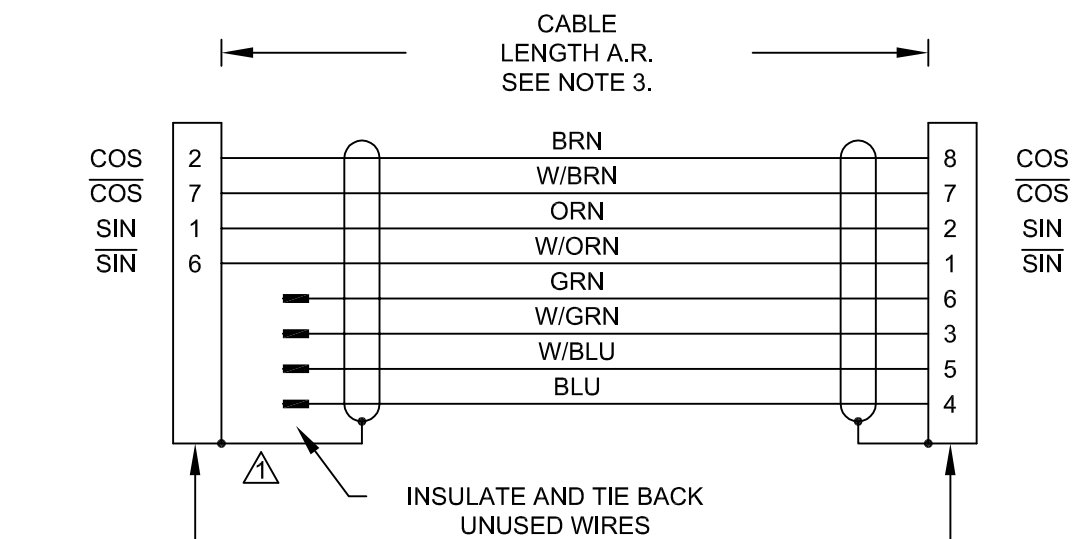 CABLE
LENGTH A.R.
SEE NOTE 3.
COS 2 BRN 8 COS
COS 7 W/BRN 7 COS
SIN 1 ORN 2 SIN
SIN 6 W/ORN 1 SIN
GRN 6
W/GRN 3
W/BLU 5
BLU 4
1
INSULATE AND TIE BACK
UNUSED WIRES